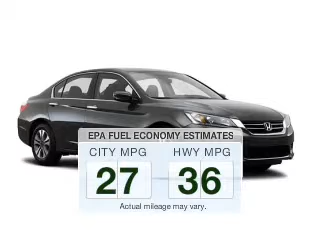 EPA FUEL ECONOMY ESTIMATES
CITY MPG HWY MPG
27 36
Actual mileage may vary.